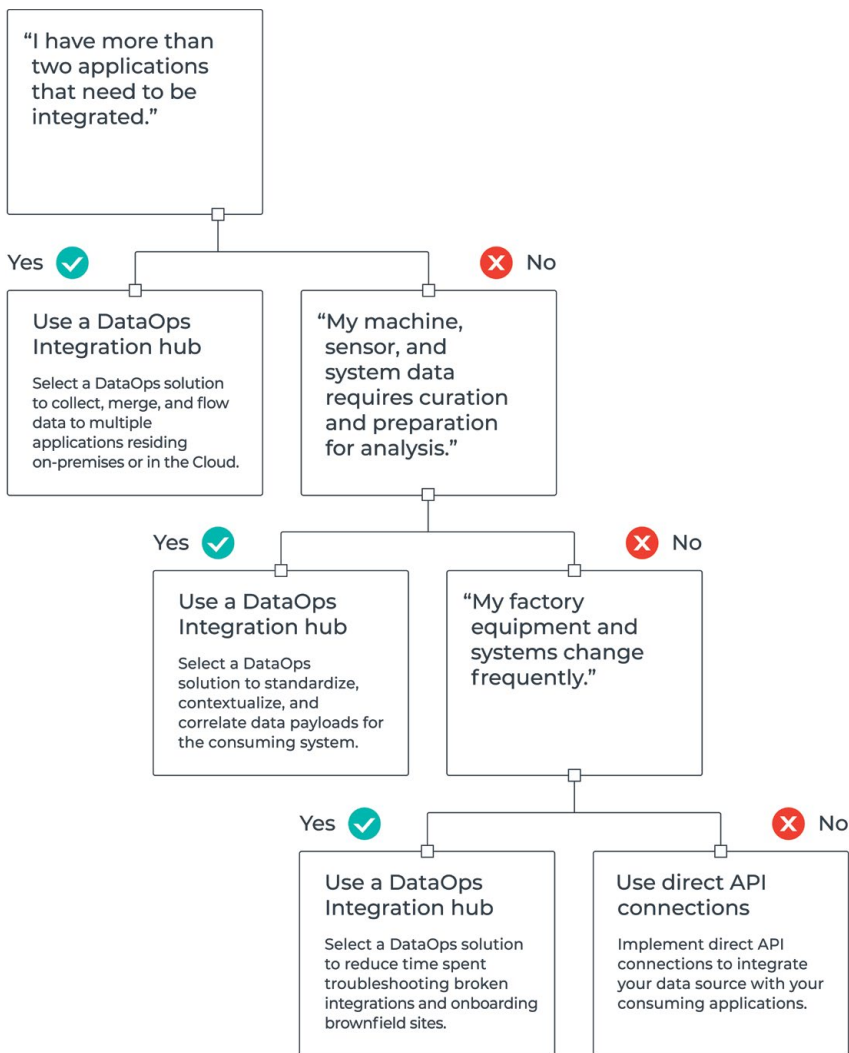 “I have more than
two applications
that need to be
integrated.”
Yes
No
Use a DataOps
Integration hub
Select a DataOps solution
to collect, merge, and flow
data to multiple
applications residing
on-premises or in the Cloud.
“My machine,
sensor, and
system data
requires curation
and preparation
for analysis.”
Yes
No
Use a DataOps
Integration hub
Select a DataOps
solution to standardize,
contextualize, and
correlate data payloads for
the consuming system.
“My factory
equipment and
systems change
frequently.”
Yes
No
Use a DataOps
Integration hub
Select a DataOps solution
to reduce time spent
troubleshooting broken
integrations and onboarding
brownfield sites.
Use direct API
connections
Implement direct API
connections to integrate
your data source with your
consuming applications.